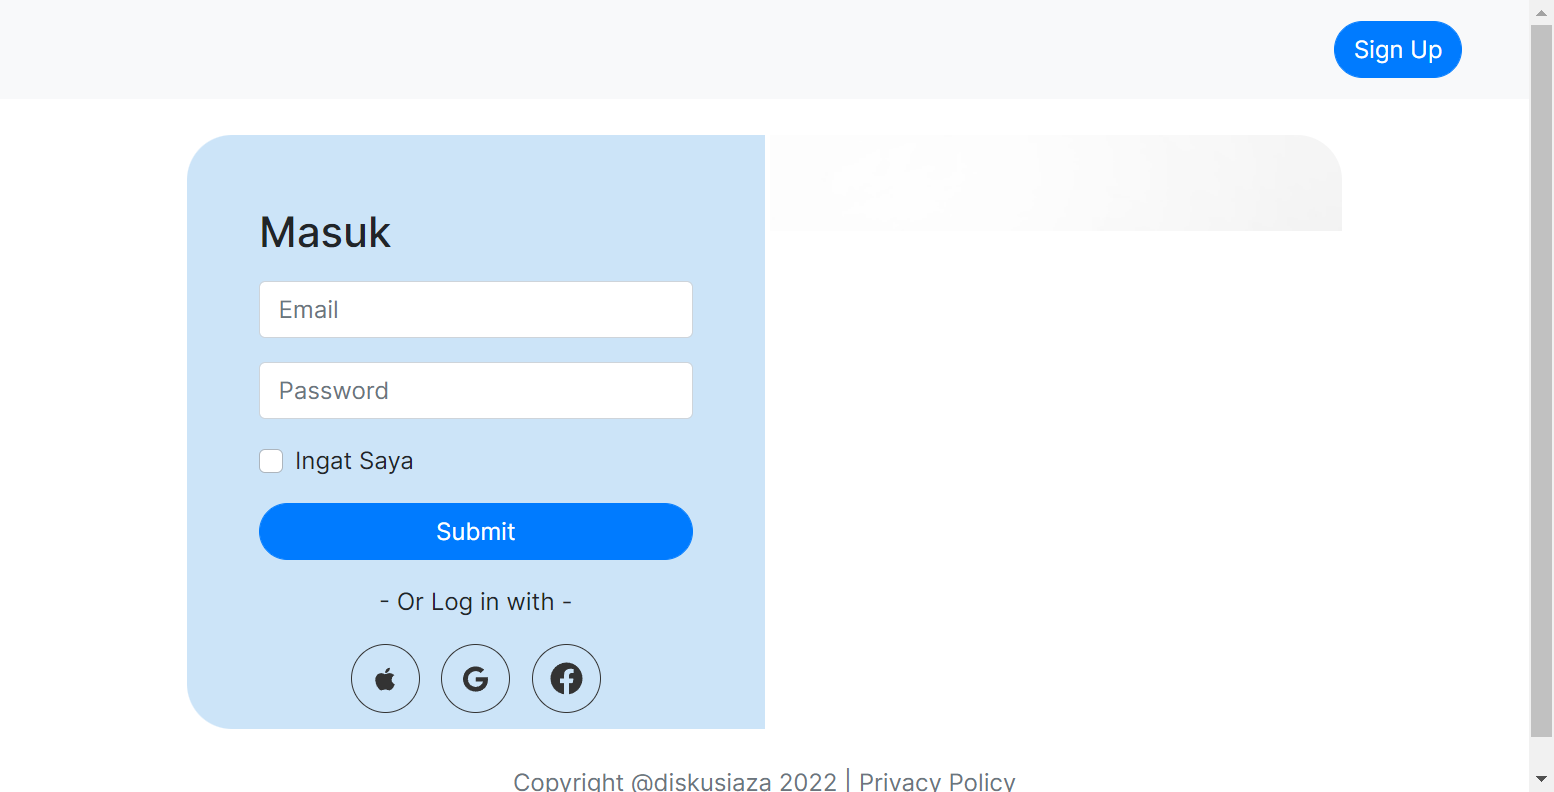 Sign Up
Masuk
Email
Password
Ingat Saya
Submit
- Or Log in with -
Copyright @diskusiaza 2022 | Privacy Policy